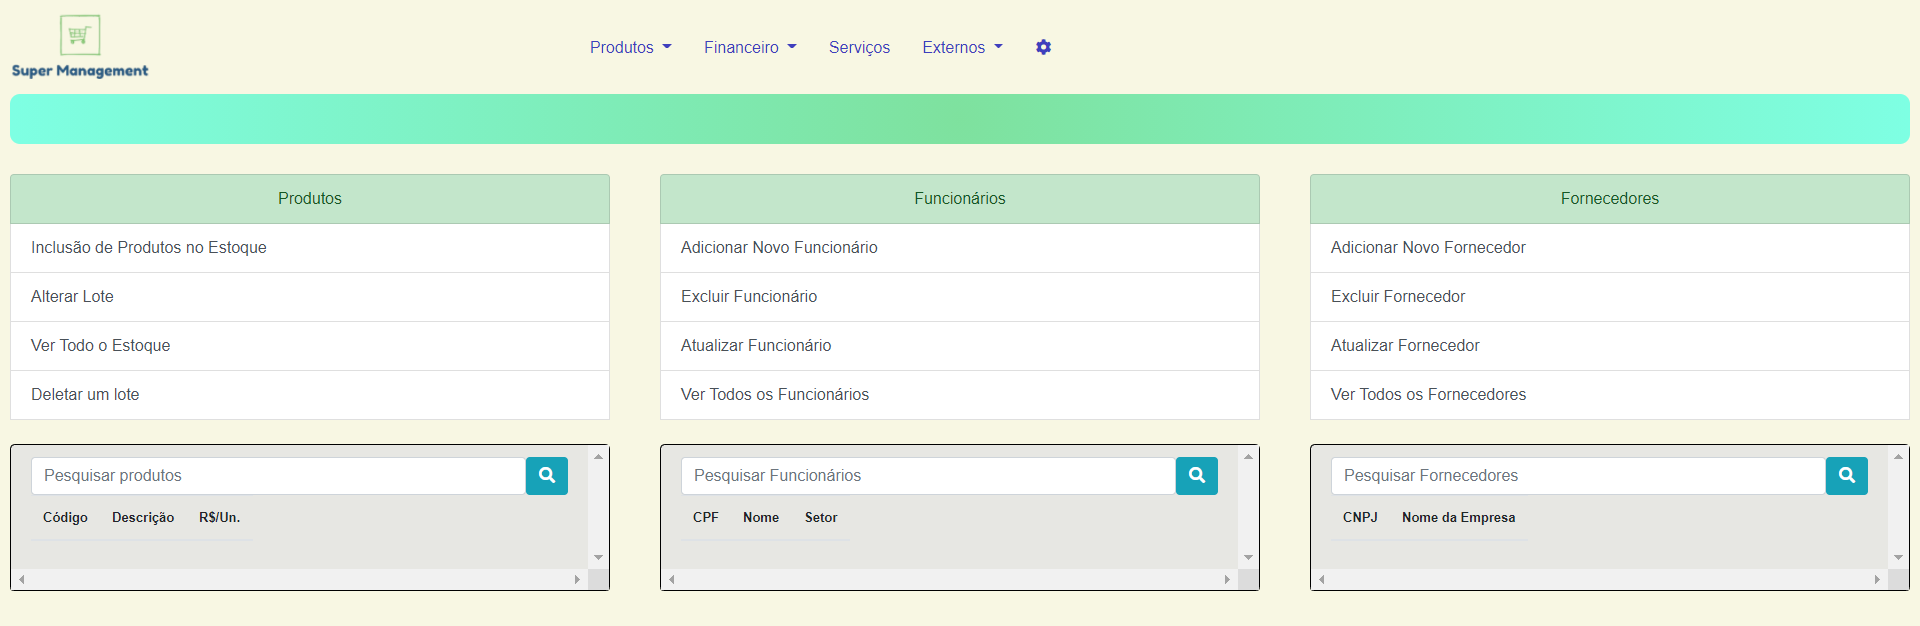 Super Management
Produtos Financeiro Serviços Externos
Produtos
Inclusão de Produtos no Estoque
Alterar Lote
Ver Todo o Estoque
Deletar um lote
Pesquisar produtos
Código Descrição R$/Un.
Funcionários
Adicionar Novo Funcionário
Excluir Funcionário
Atualizar Funcionário
Ver Todos os Funcionários
Pesquisar Funcionários
CPF Nome Setor
Fornecedores
Adicionar Novo Fornecedor
Excluir Fornecedor
Atualizar Fornecedor
Ver Todos os Fornecedores
Pesquisar Fornecedores
CNPJ Nome da Empresa